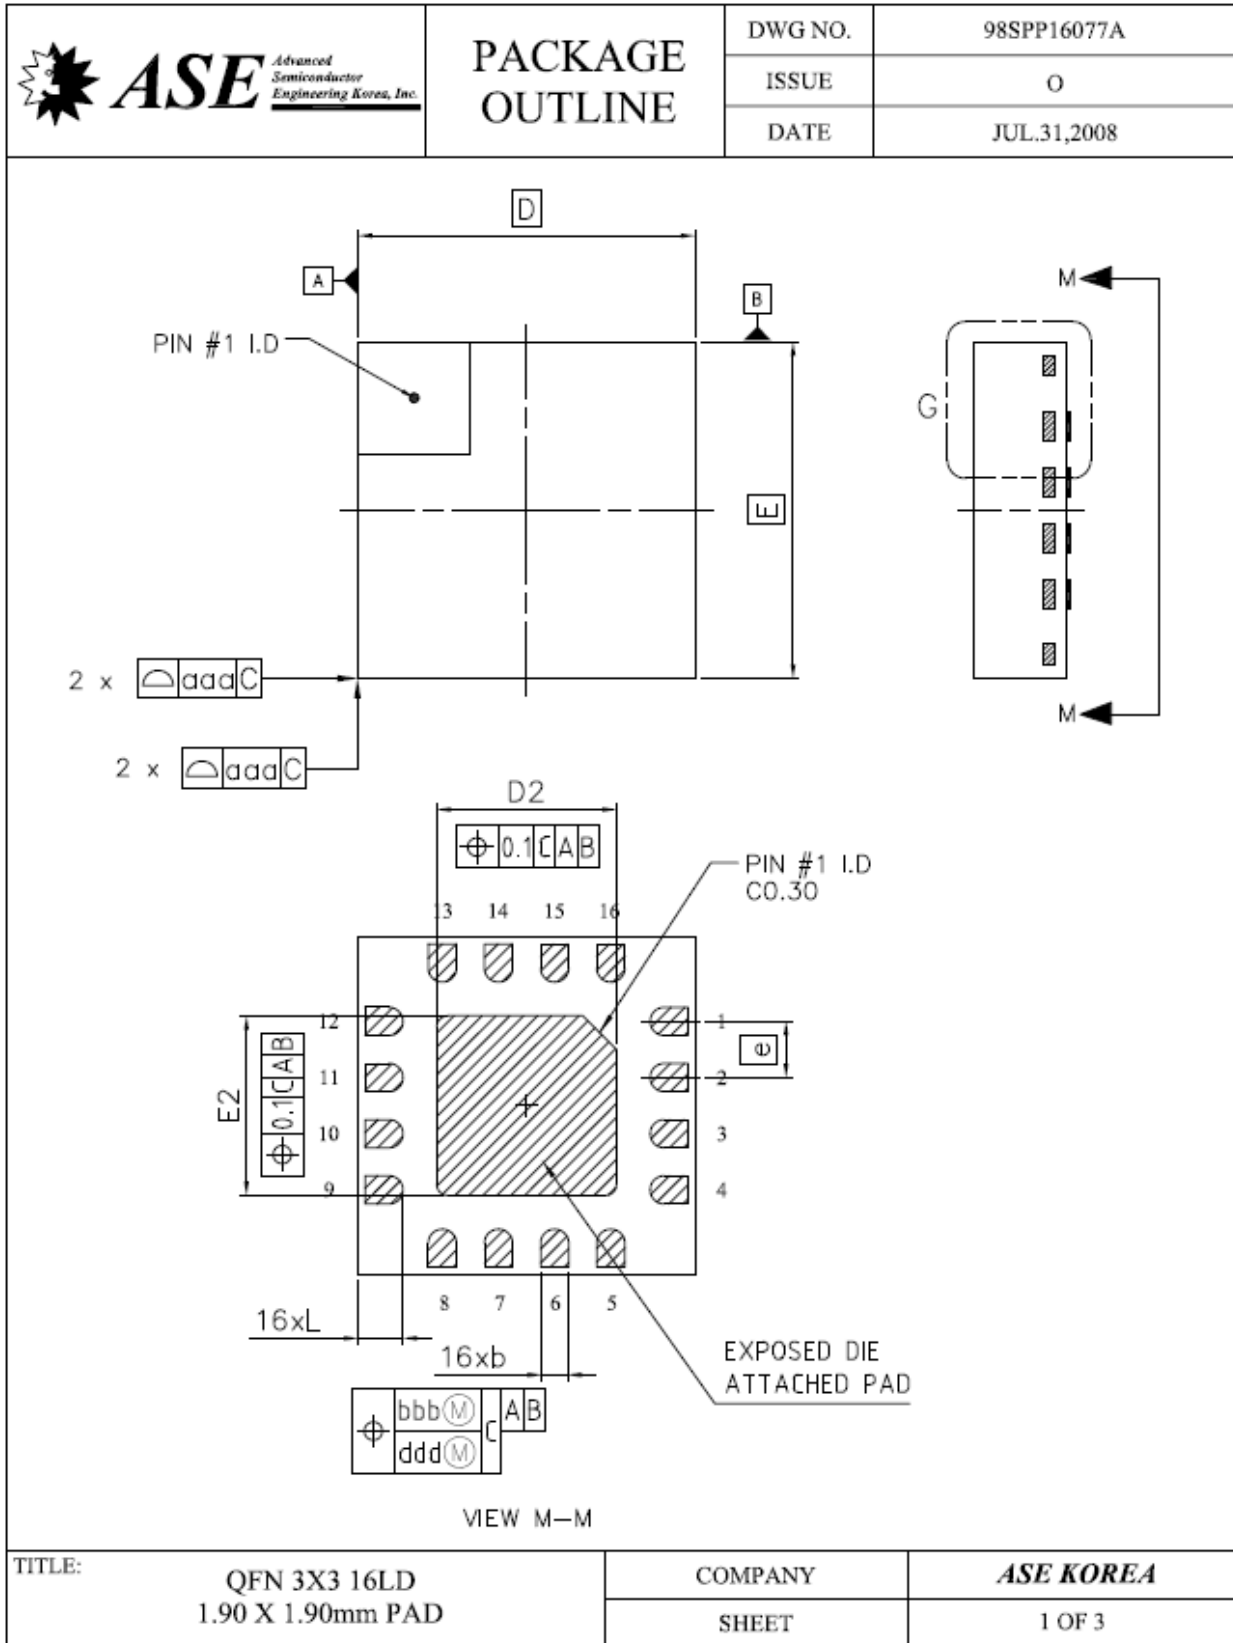 ASE Advanced
Semiconductor
Engineering Korea, Inc.
PACKAGE
OUTLINE
DWG NO. 98SPP16077A
ISSUE O
DATE JUL.31,2008
D
A
B
M
PIN #1 I.D
G
E
2 x aaa C
M
2 x aaa C
D2
0.1 C A B
PIN #1 I.D
C0.30
13 14 15 16
12 1
e
11 2
E2
0.1 C A B
10 3
9 4
8 7 6 5
16xL
16xb
EXPOSED DIE
ATTACHED PAD
bbb M C A B
ddd M
VIEW M-M
TITLE:
QFN 3X3 16LD
1.90 X 1.90mm PAD
COMPANY ASE KOREA
SHEET 1 OF 3